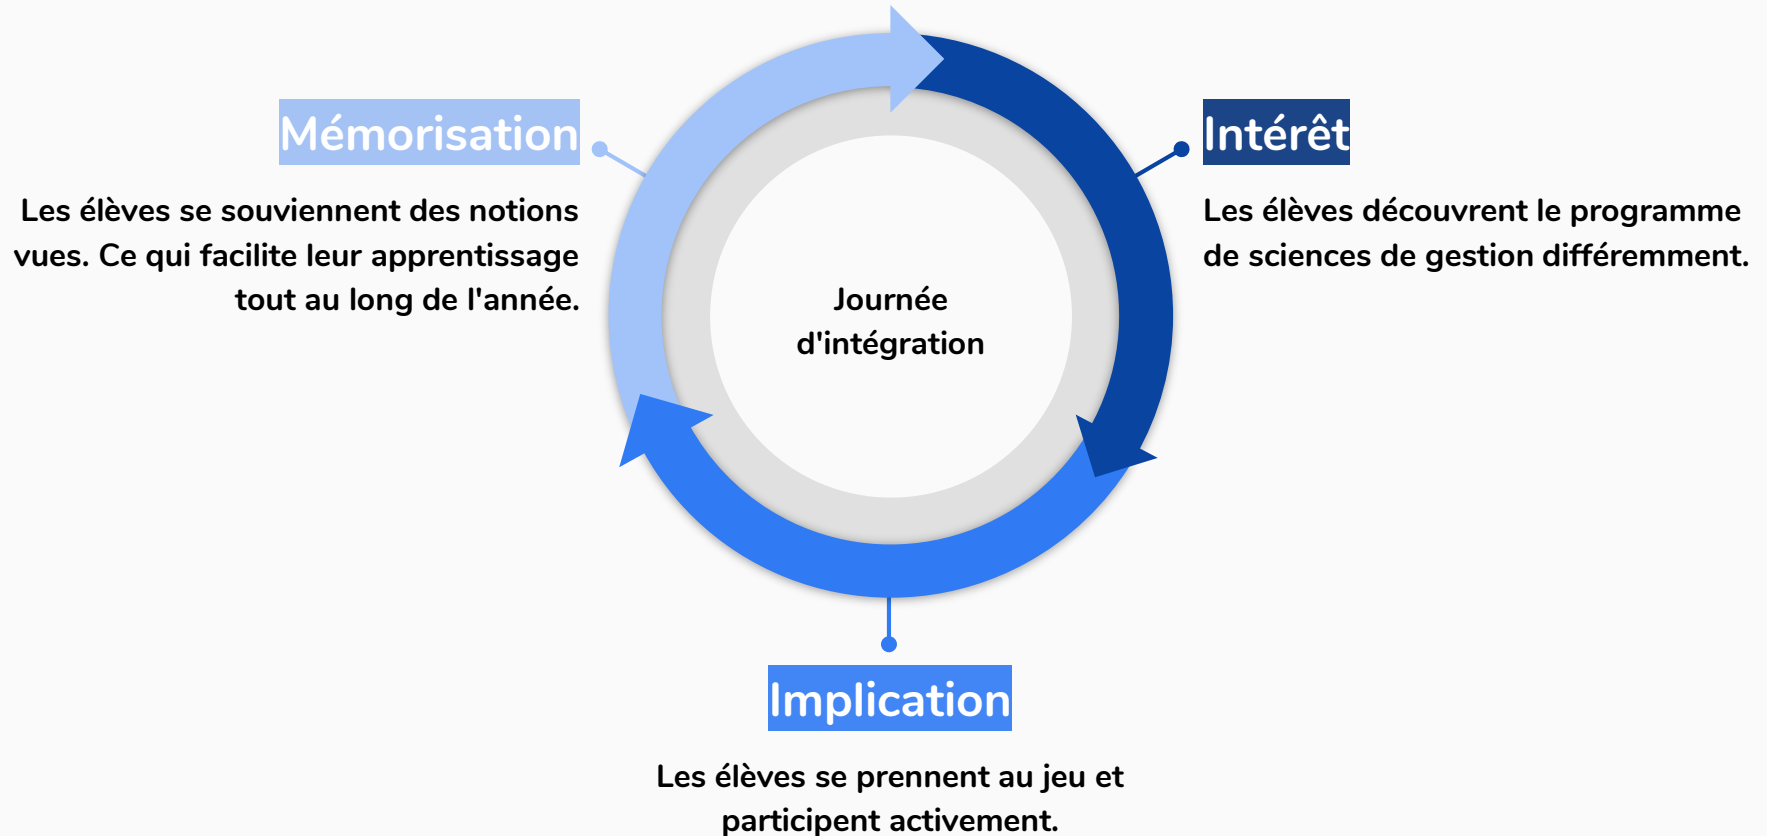 Mémorisation
Les élèves se souviennent des notions
vues. Ce qui facilite leur apprentissage
tout au long de l'année.
Journée
d'intégration
Intérêt
Les élèves découvrent le programme
de sciences de gestion différemment.
Implication
Les élèves se prennent au jeu et
participent activement.